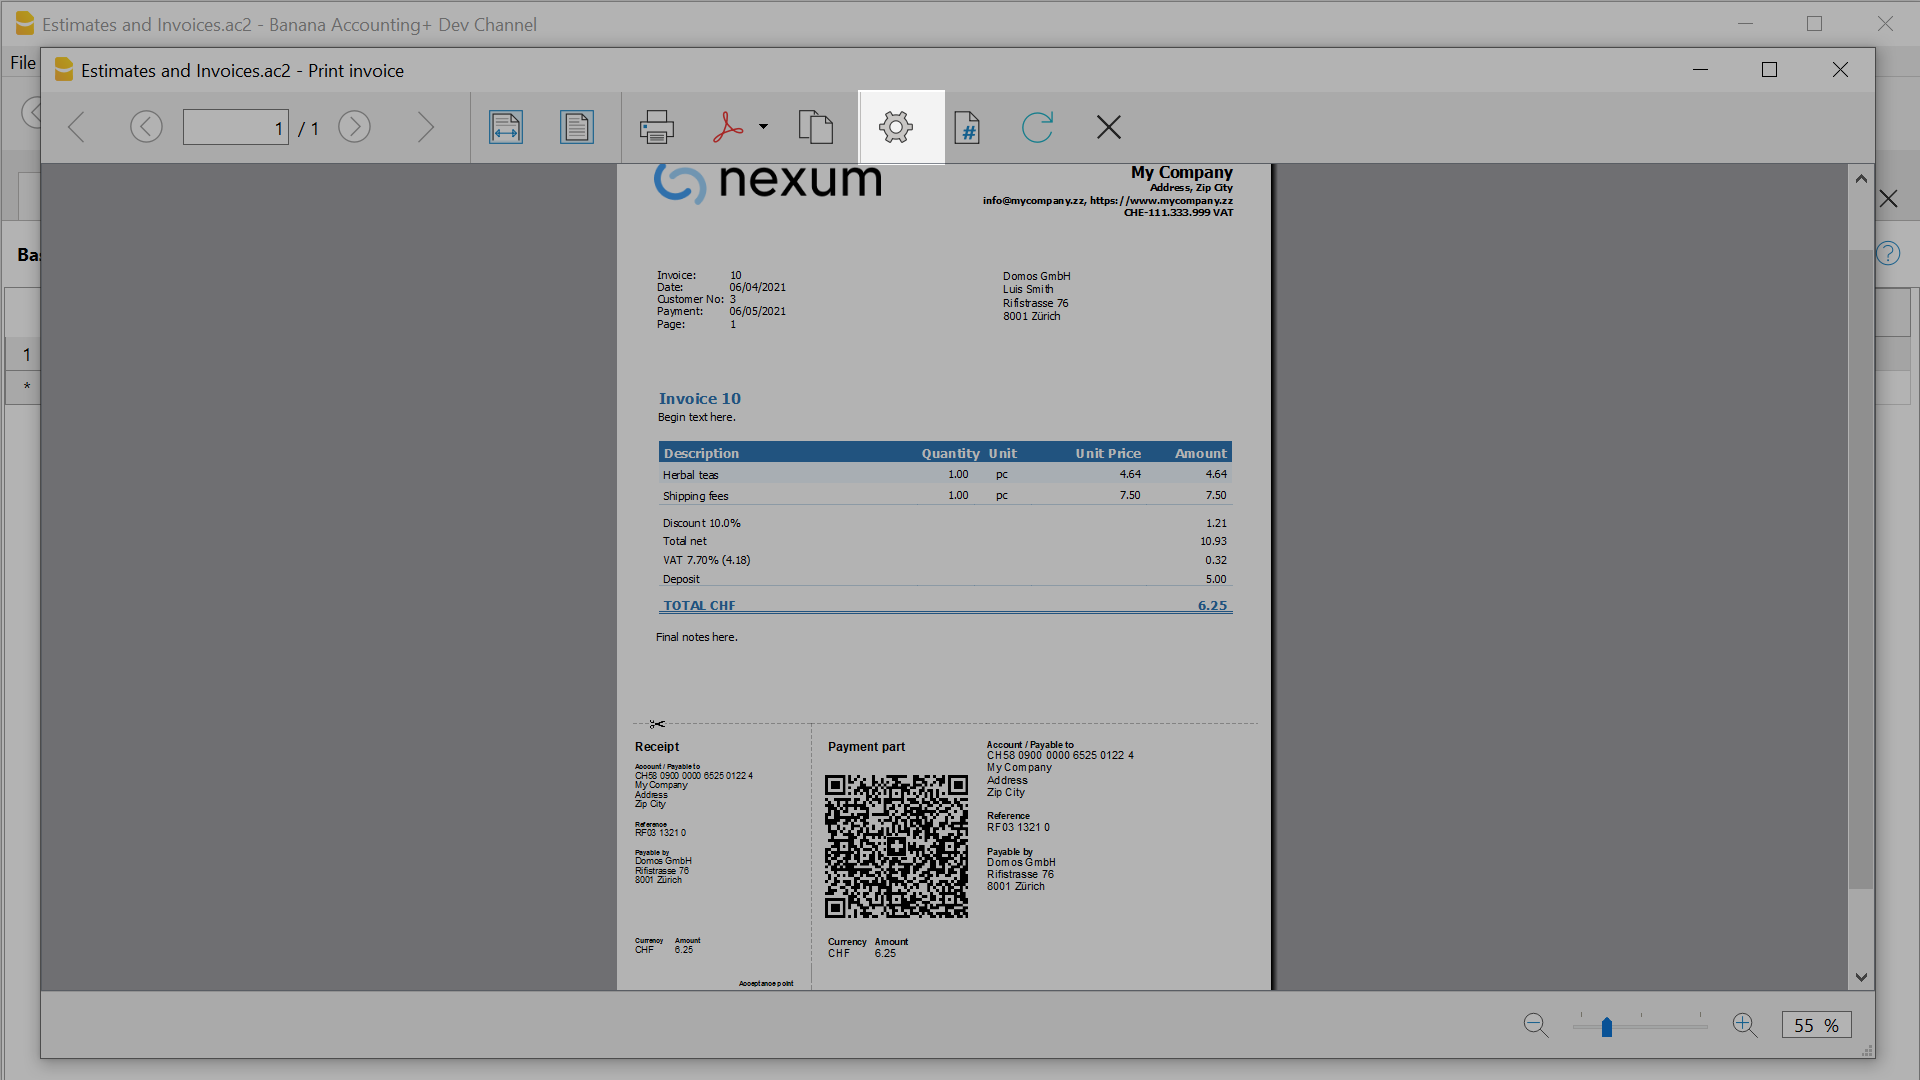 Estimates and Invoices.ac2 - Banana Accounting+ Dev Channel
File
Estimates and Invoices.ac2 - Print invoice
1 / 1
nexum
My Company
Address, Zip City
info@mycompany.zz, https://www.mycompany.zz
CHE-111.333.999 VAT
Bas
?
1
*
Invoice: 10
Date: 06/04/2021
Customer No: 3
Payment: 06/05/2021
Page: 1
Domos GmbH
Luis Smith
Rifistrasse 76
8001 Zürich
Invoice 10
Begin text here.
Description Quantity Unit Unit Price Amount
Herbal teas 1.00 pc 4.64 4.64
Shipping fees 1.00 pc 7.50 7.50
Discount 10.0% 1.21
Total net 10.93
VAT 7.70% (4.18) 0.32
Deposit 5.00
TOTAL CHF 6.25
Final notes here.
Receipt
Account / Payable to
CH58 0900 0000 6525 0122 4
My Company
Address
Zip City
Reference
RF03 1321 0
Payable by
Domos GmbH
Rifistrasse 76
8001 Zürich
Currency Amount
CHF 6.25
Acceptance point
Payment part
Currency Amount
CHF 6.25
Account / Payable to
CH58 0900 0000 6525 0122 4
My Company
Address
Zip City
Reference
RF03 1321 0
Payable by
Domos GmbH
Rifistrasse 76
8001 Zürich
55 %